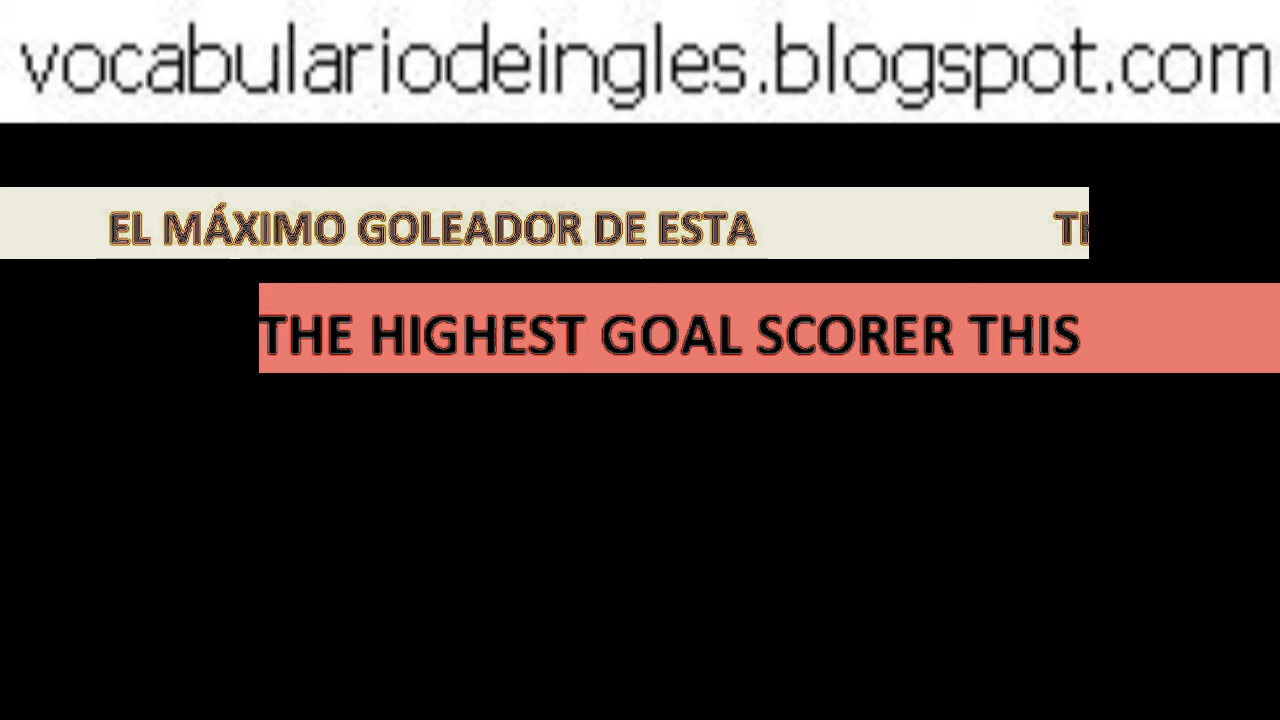 vocabulariodeingles.blogspot.com
EL MÁXIMO GOLEADOR DE ESTA
THE HIGHEST GOAL SCORER THIS